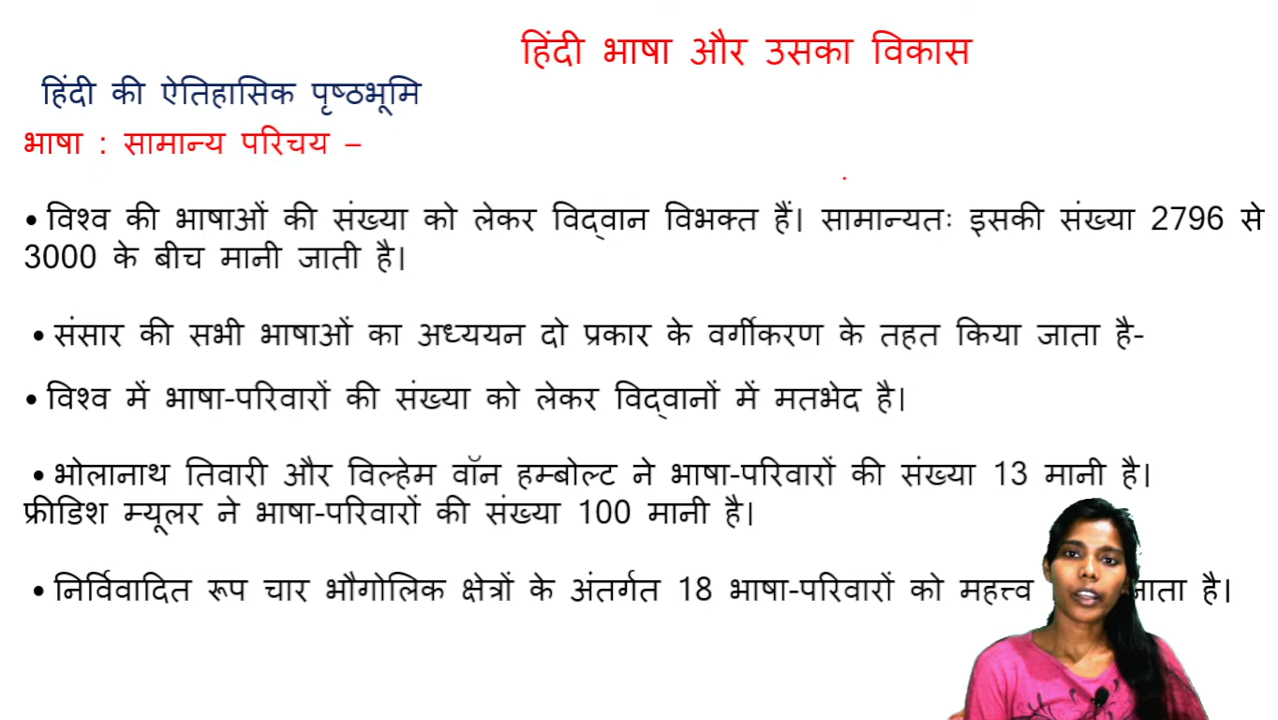 हिंदी भाषा और उसका विकास
हिंदी की ऐतिहासिक पृष्ठभूमि
भाषा : सामान्य परिचय –
• विश्व की भाषाओं की संख्या को लेकर विद्वान विभक्त हैं। सामान्यतः इसकी संख्या 2796 से
3000 के बीच मानी जाती है।
• संसार की सभी भाषाओं का अध्ययन दो प्रकार के वर्गीकरण के तहत किया जाता है-
• विश्व में भाषा-परिवारों की संख्या को लेकर विद्वानों में मतभेद है।
• भोलानाथ तिवारी और विल्हेम वॉन हम्बोल्ट ने भाषा-परिवारों की संख्या 13 मानी है।
फ्रीडिश म्यूलर ने भाषा-परिवारों की संख्या 100 मानी है।
• निर्विवादित रूप चार भौगोलिक क्षेत्रों के अंतर्गत 18 भाषा-परिवारों को महत्त्व जाता है।